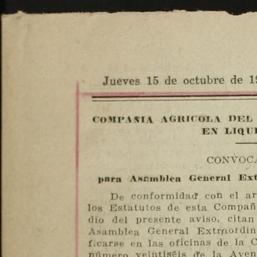 Jueves 15 de octubre de 19
COMPAÑIA AGRICOLA DEL
EN LIQU
CONVOCA
para Asamblea General Ext
De conformidad con el ar
los Estatutos de esta Compañ
dio del presente aviso, citan
Asamblea General Extraordin
ficarse en las oficinas de la C
número veintiséis de la Aven